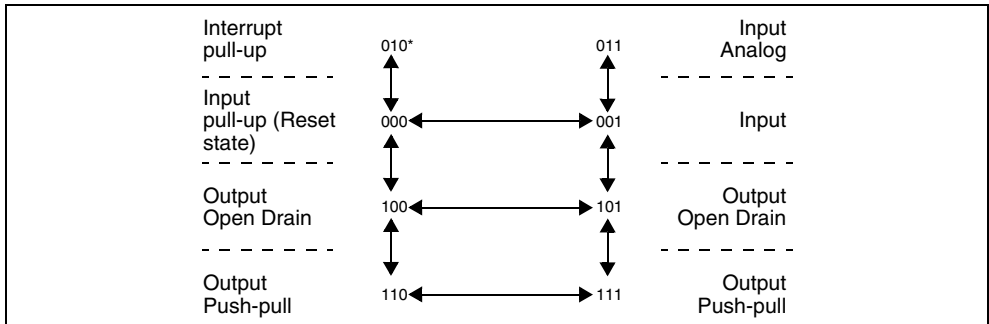 Interrupt
pull-up
010*
011
Input
Analog
Input
pull-up (Reset
state)
000
001
Input
Output
Open Drain
100
101
Output
Open Drain
Output
Push-pull
110
111
Output
Push-pull